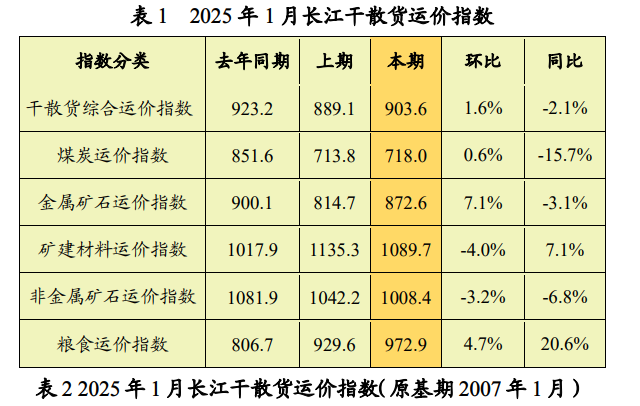 表 1 2025 年 1 月长江干散货运价指数
指数分类 去年同期 上期 本期 环比 同比
干散货综合运价指数 923.2 889.1 903.6 1.6% -2.1%
煤炭运价指数 851.6 713.8 718.0 0.6% -15.7%
金属矿石运价指数 900.1 814.7 872.6 7.1% -3.1%
矿建材料运价指数 1017.9 1135.3 1089.7 -4.0% 7.1%
非金属矿石运价指数 1081.9 1042.2 1008.4 -3.2% -6.8%
粮食运价指数 806.7 929.6 972.9 4.7% 20.6%
表 2 2025 年 1 月长江干散货运价指数(原基期 2007 年 1 月)